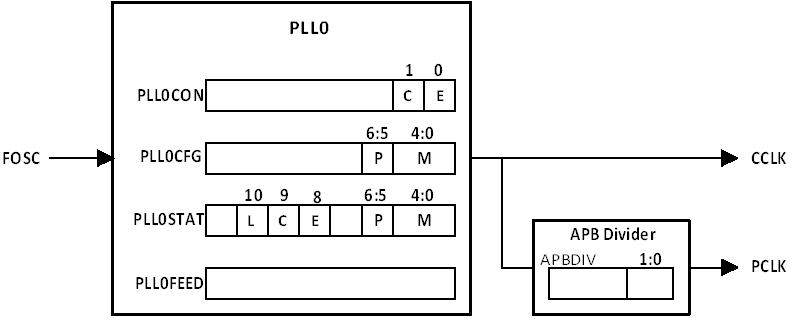 PLL0
1 0
PLL0CON C E
6:5 4:0
FOSC PLL0CFG P M CCLK
10 9 8 6:5 4:0
PLL0STAT L C E P M
APB Divider
APBDIV 1:0 PCLK
PLL0FEED